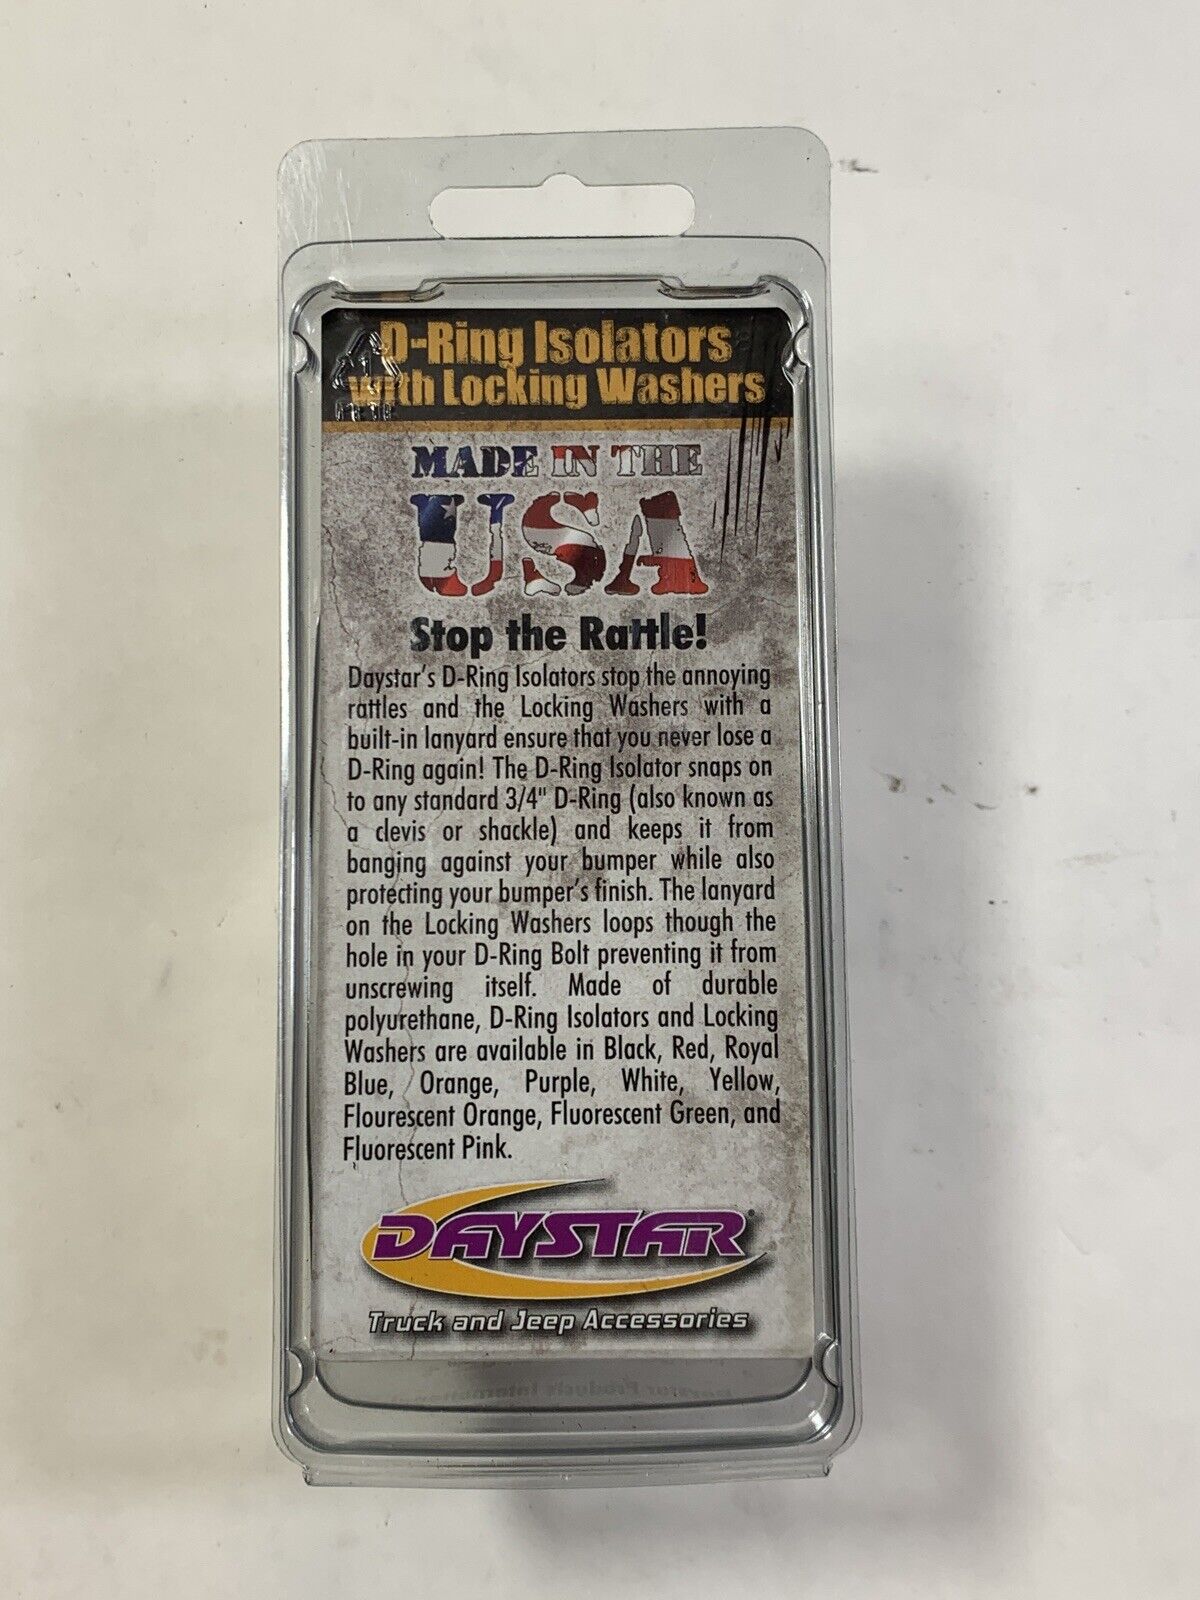 D-Ring Isolators
with Locking Washers
MADE IN THE
USA
Stop the Rattle!
Daystar's D-Ring Isolators stop the annoying
rattles and the Locking Washers with a
built-in lanyard ensure that you never lose a
D-Ring again! The D-Ring Isolator snaps on
to any standard 3/4" D-Ring (also known as
a clevis or shackle) and keeps it from
banging against your bumper while also
protecting your bumper's finish. The lanyard
on the Locking Washers loops though the
hole in your D-Ring Bolt preventing it from
unscrewing itself. Made of durable
polyurethane, D-Ring Isolators and Locking
Washers are available in Black, Red, Royal
Blue, Orange, Purple, White, Yellow,
Flourescent Orange, Fluorescent Green, and
Fluorescent Pink.
DAYSTAR®
Truck and Jeep Accessories